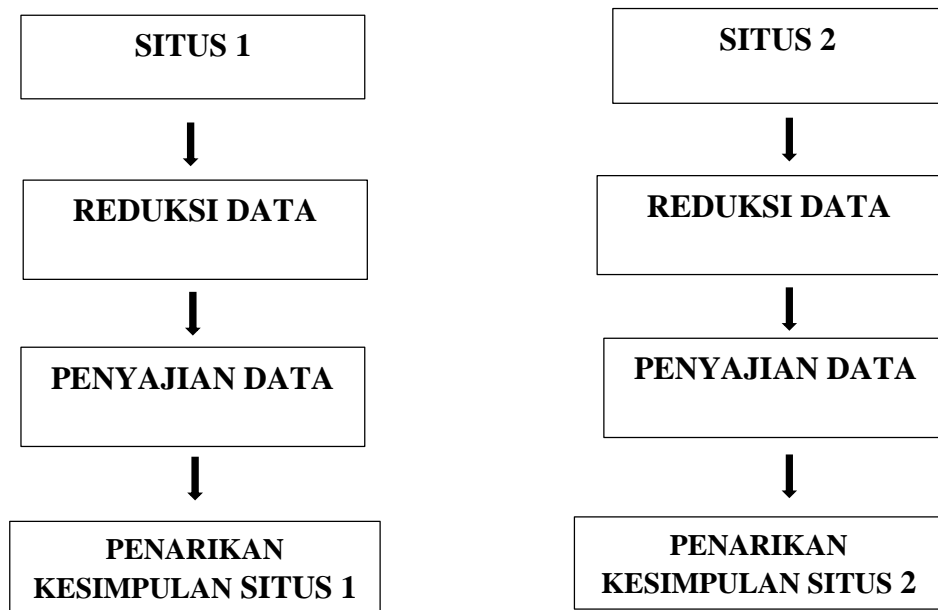 SITUS 1
REDUKSI DATA
PENYAJIAN DATA
PENARIKAN
KESIMPULAN SITUS 1
SITUS 2
REDUKSI DATA
PENYAJIAN DATA
PENARIKAN
KESIMPULAN SITUS 2